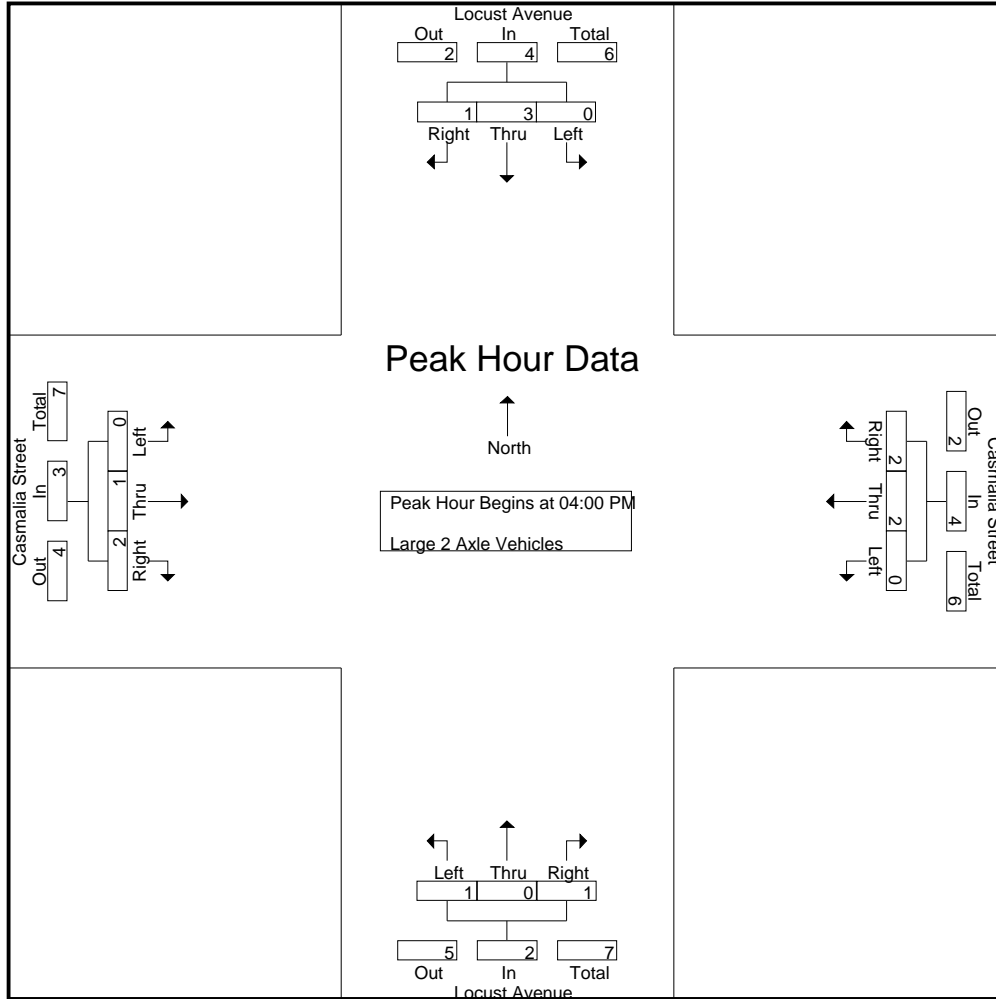 Locust Avenue
Out In Total
2 4 6
1 3 0
Right Thru Left
Peak Hour Data
North
Peak Hour Begins at 04:00 PM
Large 2 Axle Vehicles
Casmalia Street
Total In Out
7 3 4
0 1 2
Left Thru Right
Casmalia Street
Out In Total
2 4 6
Right Thru Left
2 2 0
Left Thru Right
1 0 1
5 2 7
Out In Total
Locust Avenue